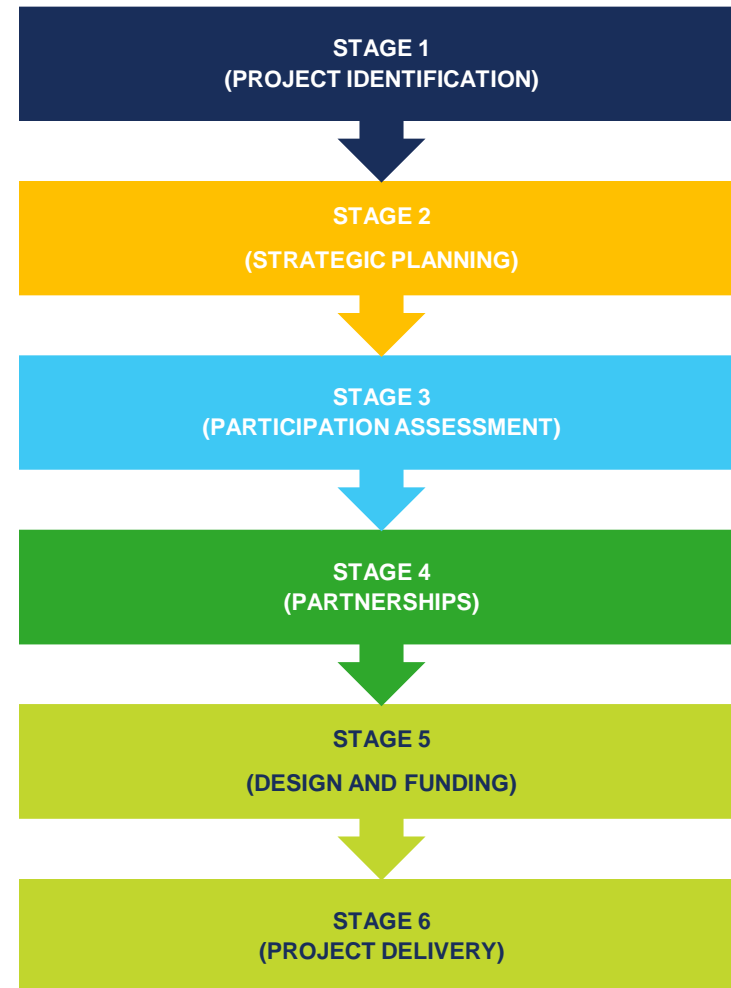 STAGE 1
(PROJECT IDENTIFICATION)
STAGE 2
(STRATEGIC PLANNING)
STAGE 3
(PARTICIPATION ASSESSMENT)
STAGE 4
(PARTNERSHIPS)
STAGE 5
(DESIGN AND FUNDING)
STAGE 6
(PROJECT DELIVERY)